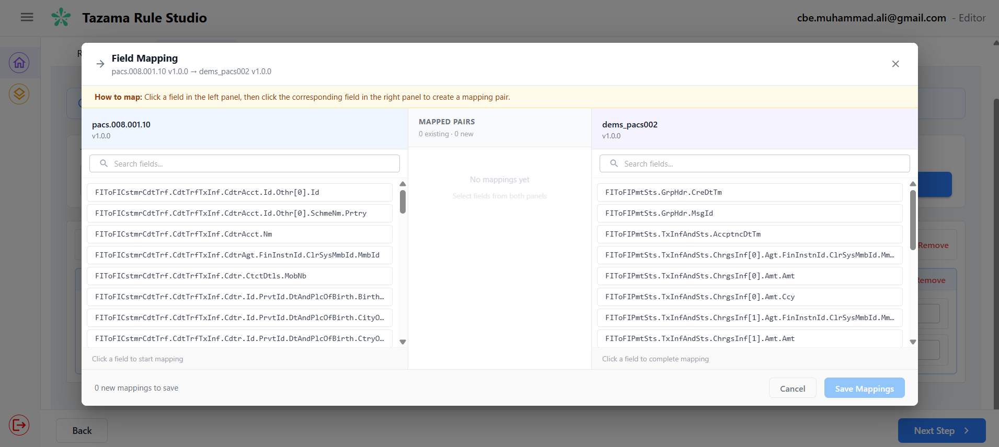 Tazama Rule Studio
cbe.muhammad.ali@gmail.com - Editor
R
Field Mapping
pacs.008.001.10 v1.0.0 → dems_pacs002 v1.0.0
How to map: Click a field in the left panel, then click the corresponding field in the right panel to create a mapping pair.
pacs.008.001.10
v1.0.0
Search fields...
FIToFICstmrCdtTrf.CdtTrfTxInf.CdtrAcct.Id.Othr[0].Id
FIToFICstmrCdtTrf.CdtTrfTxInf.CdtrAcct.Id.Othr[0].SchmeNm.Prtry
FIToFICstmrCdtTrf.CdtTrfTxInf.CdtrAcct.Nm
FIToFICstmrCdtTrf.CdtTrfTxInf.CdtrAgt.FinInstnId.ClrSysMmbId.MmbId
FIToFICstmrCdtTrf.CdtTrfTxInf.Cdtr.CtctDtls.MobNb
FIToFICstmrCdtTrf.CdtTrfTxInf.Cdtr.Id.PrvtId.DtAndPlcOfBirth.Birth…
FIToFICstmrCdtTrf.CdtTrfTxInf.Cdtr.Id.PrvtId.DtAndPlcOfBirth.CityO…
FIToFICstmrCdtTrf.CdtTrfTxInf.Cdtr.Id.PrvtId.DtAndPlcOfBirth.CtryO…
Click a field to start mapping
MAPPED PAIRS
0 existing · 0 new
No mappings yet
Select fields from both panels
dems_pacs002
v1.0.0
Search fields...
FIToFIPmtSts.GrpHdr.CreDtTm
FIToFIPmtSts.GrpHdr.MsgId
FIToFIPmtSts.TxInfAndSts.AccptncDtTm
FIToFIPmtSts.TxInfAndSts.ChrgsInf[0].Agt.FinInstnId.ClrSysMmbId.Mm…
FIToFIPmtSts.TxInfAndSts.ChrgsInf[0].Amt.Amt
FIToFIPmtSts.TxInfAndSts.ChrgsInf[0].Amt.Ccy
FIToFIPmtSts.TxInfAndSts.ChrgsInf[1].Agt.FinInstnId.ClrSysMmbId.Mm…
FIToFIPmtSts.TxInfAndSts.ChrgsInf[1].Amt.Amt
Click a field to complete mapping
Remove
Remove
0 new mappings to save
Cancel
Save Mappings
Back
Next Step